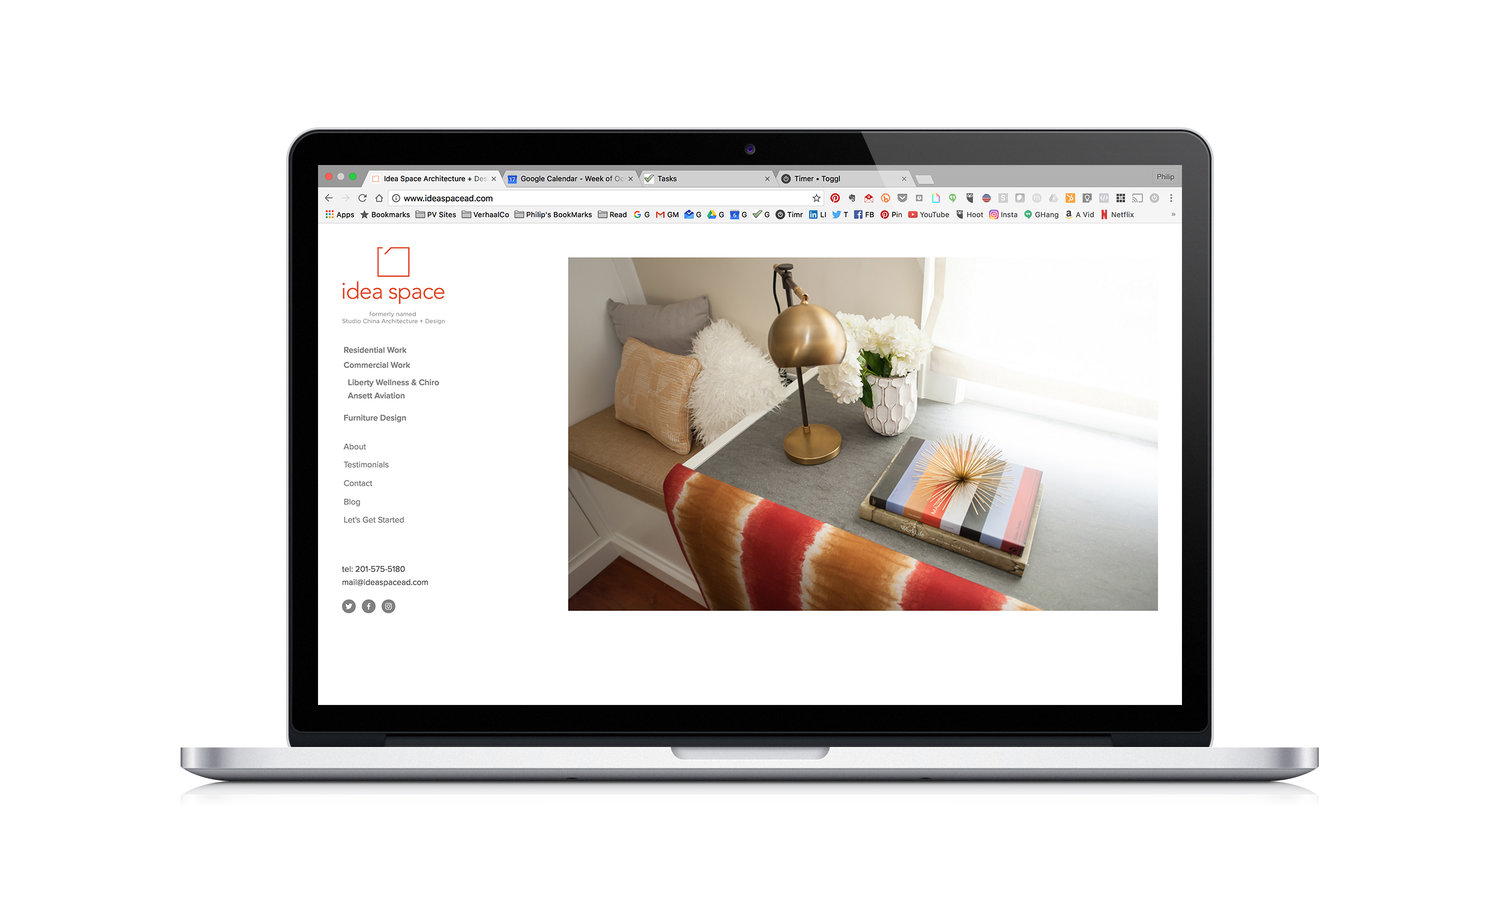 Idea Space Architecture + Des
Google Calendar - Week of Oc
Tasks
Timer • Toggl
Philip
www.ideaspacead.com
Apps
Bookmarks
PV Sites
VerhaalCo
Philip's BookMarks
Read
G
GM
G
G
G
G
Timr
LI
T
FB
Pin
YouTube
Hoot
Insta
GHang
A Vid
Netflix
»
idea space
formerly named
Studio China Architecture + Design
Residential Work
Commercial Work
Liberty Wellness & Chiro
Ansett Aviation
Furniture Design
About
Testimonials
Contact
Blog
Let's Get Started
tel: 201-575-5180
mail@ideaspacead.com